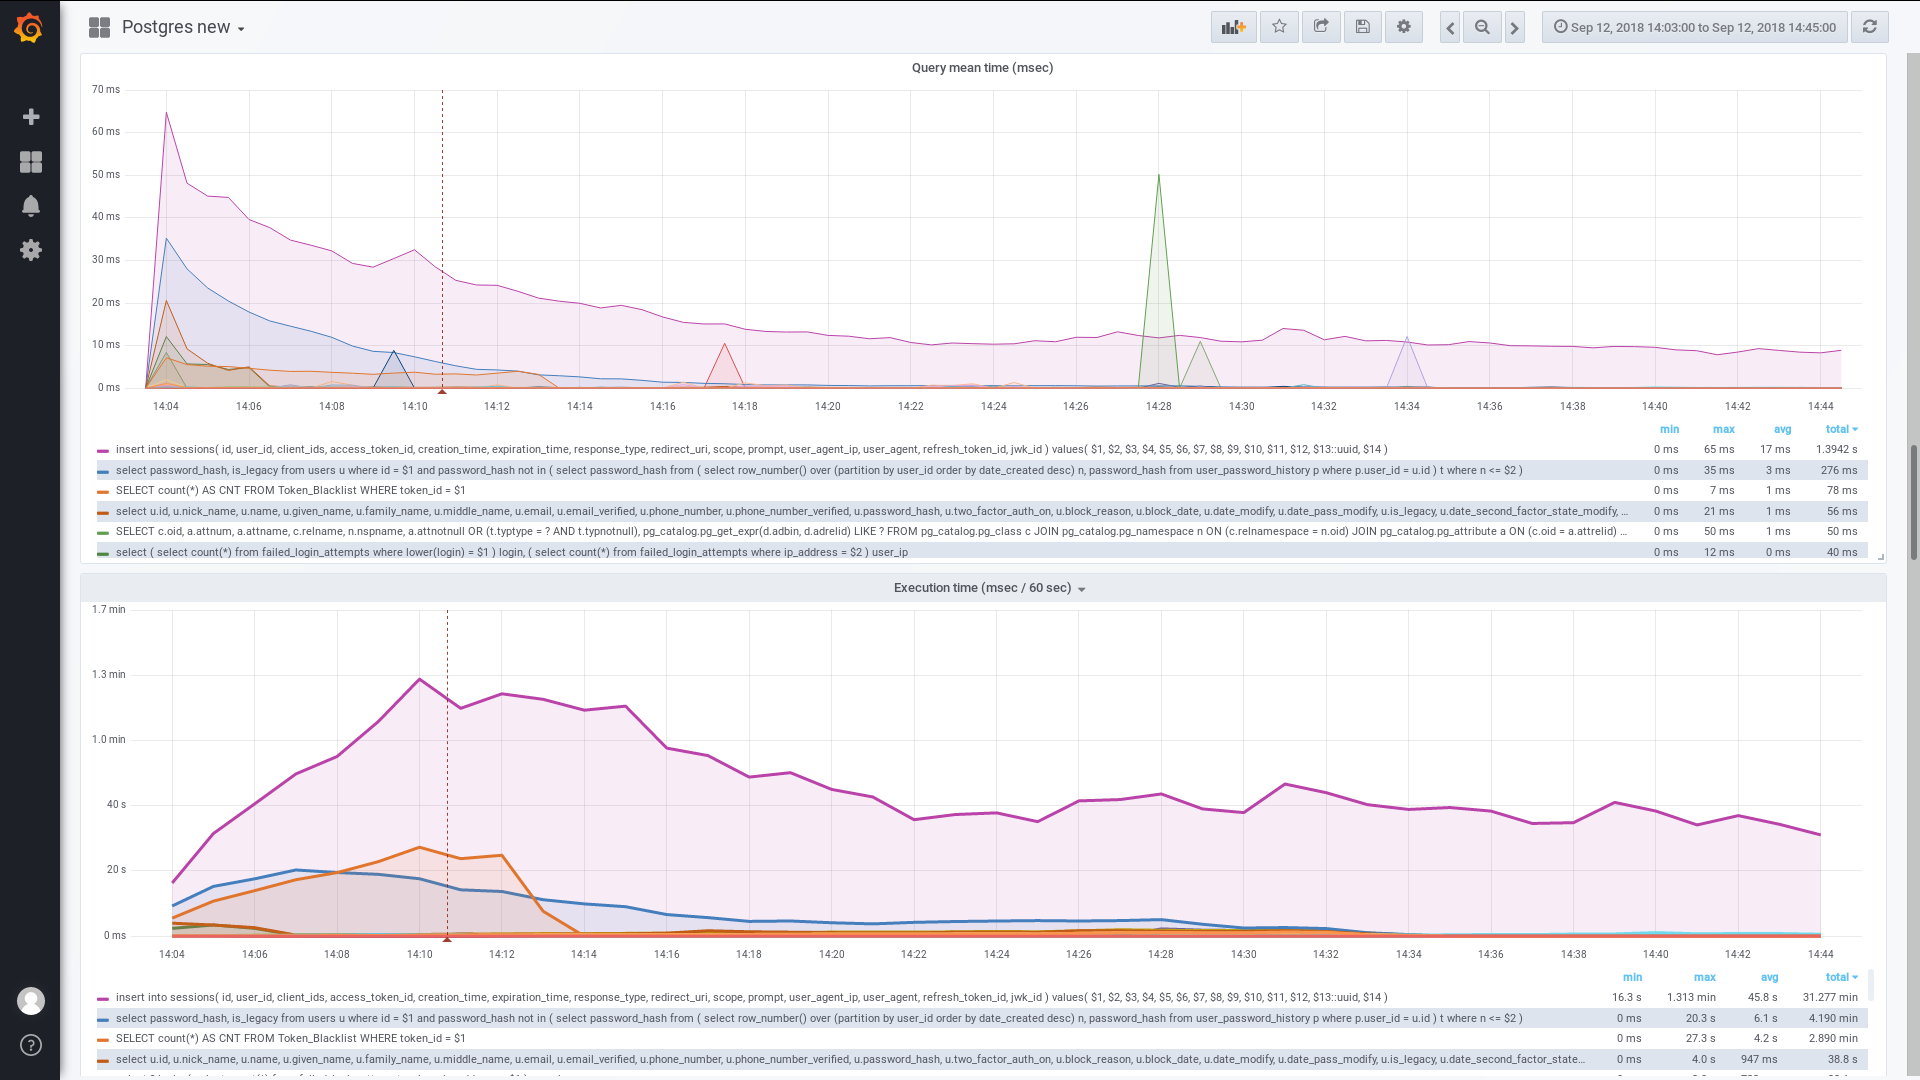 Postgres new
Sep 12, 2018 14:03:00 to Sep 12, 2018 14:45:00
Query mean time (msec)
70 ms
60 ms
50 ms
40 ms
30 ms
20 ms
10 ms
0 ms
14:04 14:06 14:08 14:10 14:12 14:14 14:16 14:18 14:20 14:22 14:24 14:26 14:28 14:30 14:32 14:34 14:36 14:38 14:40 14:42 14:44
min max avg total
insert into sessions( id, user_id, client_ids, access_token_id, creation_time, expiration_time, response_type, redirect_uri, scope, prompt, user_agent_ip, user_agent, refresh_token_id, jwk_id ) values( $1, $2, $3, $4, $5, $6, $7, $8, $9, $10, $11, $12, $13::uuid, $14 ) 0 ms 65 ms 17 ms 1.3942 s
select password_hash, is_legacy from users u where id = $1 and password_hash not in ( select password_hash from ( select row_number() over (partition by user_id order by date_created desc) n, password_hash from user_password_history p where p.user_id = u.id ) t where n <= $2 ) 0 ms 35 ms 3 ms 276 ms
SELECT count(*) AS CNT FROM Token_Blacklist WHERE token_id = $1 0 ms 7 ms 1 ms 78 ms
select u.id, u.nick_name, u.name, u.given_name, u.family_name, u.middle_name, u.email, u.email_verified, u.phone_number, u.phone_number_verified, u.password_hash, u.two_factor_auth_on, u.block_reason, u.block_date, u.date_modify, u.date_pass_modify, u.is_legacy, u.date_second_factor_state_modify, ... 0 ms 21 ms 1 ms 56 ms
SELECT c.oid, a.attnum, a.attname, c.relname, n.nspname, a.attnotnull OR (t.typtype = ? AND t.typnotnull), pg_catalog.pg_get_expr(d.adbin, d.adrelid) LIKE ? FROM pg_catalog.pg_class c JOIN pg_catalog.pg_namespace n ON (c.relnamespace = n.oid) JOIN pg_catalog.pg_attribute a ON (c.oid = a.attrelid) ... 0 ms 50 ms 1 ms 50 ms
select ( select count(*) from failed_login_attempts where lower(login) = $1 ) login, ( select count(*) from failed_login_attempts where ip_address = $2 ) user_ip 0 ms 12 ms 0 ms 40 ms
Execution time (msec / 60 sec)
1.7 min
1.3 min
1.0 min
40 s
20 s
0 ms
14:04 14:06 14:08 14:10 14:12 14:14 14:16 14:18 14:20 14:22 14:24 14:26 14:28 14:30 14:32 14:34 14:36 14:38 14:40 14:42 14:44
min max avg total
insert into sessions( id, user_id, client_ids, access_token_id, creation_time, expiration_time, response_type, redirect_uri, scope, prompt, user_agent_ip, user_agent, refresh_token_id, jwk_id ) values( $1, $2, $3, $4, $5, $6, $7, $8, $9, $10, $11, $12, $13::uuid, $14 ) 16.3 s 1.313 min 45.8 s 31.277 min
select password_hash, is_legacy from users u where id = $1 and password_hash not in ( select password_hash from ( select row_number() over (partition by user_id order by date_created desc) n, password_hash from user_password_history p where p.user_id = u.id ) t where n <= $2 ) 0 ms 20.3 s 6.1 s 4.190 min
SELECT count(*) AS CNT FROM Token_Blacklist WHERE token_id = $1 0 ms 27.3 s 4.2 s 2.890 min
select u.id, u.nick_name, u.name, u.given_name, u.family_name, u.middle_name, u.email, u.email_verified, u.phone_number, u.phone_number_verified, u.password_hash, u.two_factor_auth_on, u.block_reason, u.block_date, u.date_modify, u.date_pass_modify, u.is_legacy, u.date_second_factor_state... 0 ms 4.0 s 947 ms 38.8 s